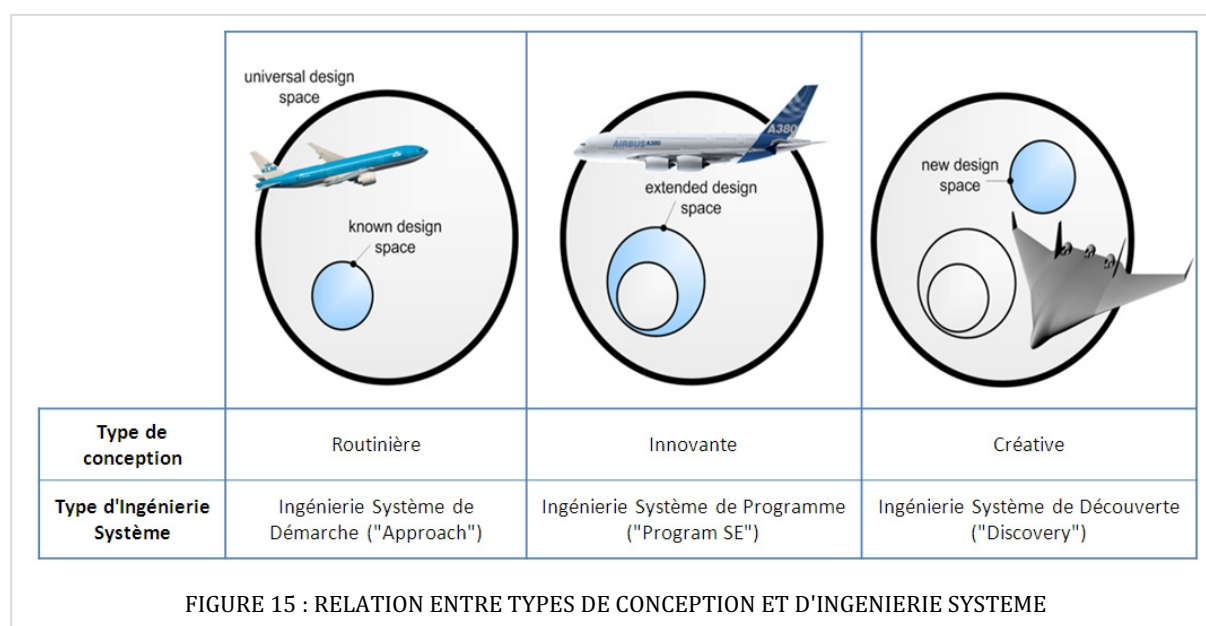 universal design
space
known design
space
AIRBUS A380
A380
extended design
space
new design
space
Type de
conception
Routinière
Innovante
Créative
Type d'Ingénierie
Système
Ingénierie Système de
Démarche ("Approach")
Ingénierie Système de Programme
("Program SE")
Ingénierie Système de Découverte
("Discovery")
FIGURE 15 : RELATION ENTRE TYPES DE CONCEPTION ET D'INGENIERIE SYSTEME